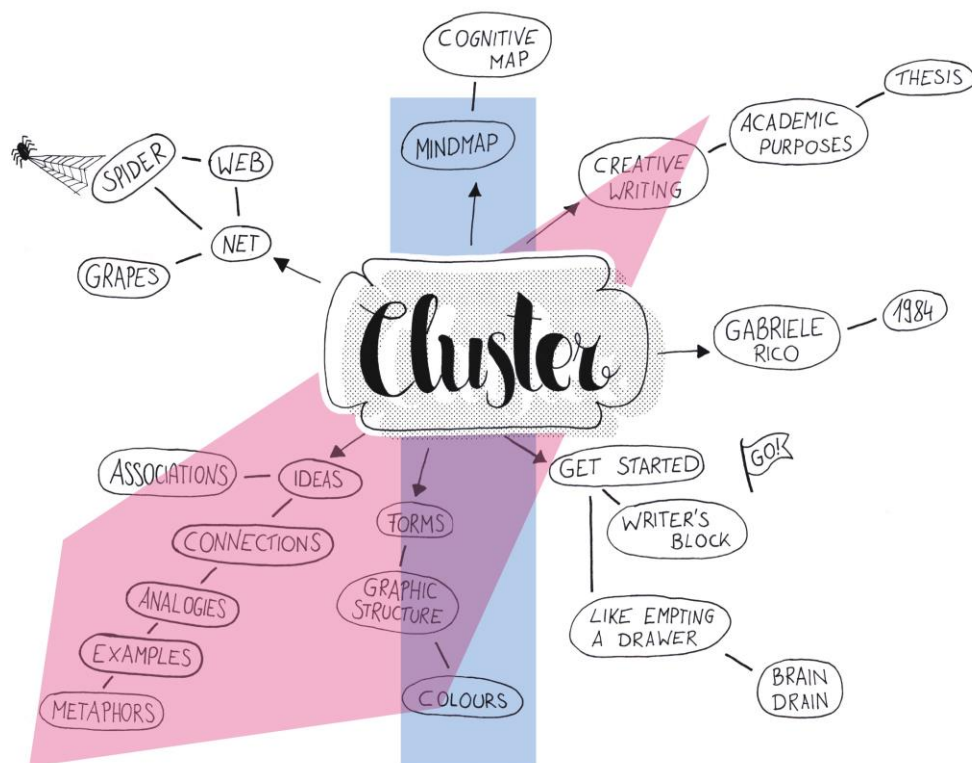 COGNITIVE
MAP
MINDMAP
THESIS
ACADEMIC
PURPOSES
CREATIVE
WRITING
SPIDER
WEB
NET
GRAPES
Cluster
GABRIELE
RICO
1984
ASSOCIATIONS
IDEAS
CONNECTIONS
ANALOGIES
EXAMPLES
METAPHORS
FORMS
GRAPHIC
STRUCTURE
COLOURS
GET STARTED
GO!
WRITER'S
BLOCK
LIKE EMPTING
A DRAWER
BRAIN
DRAIN